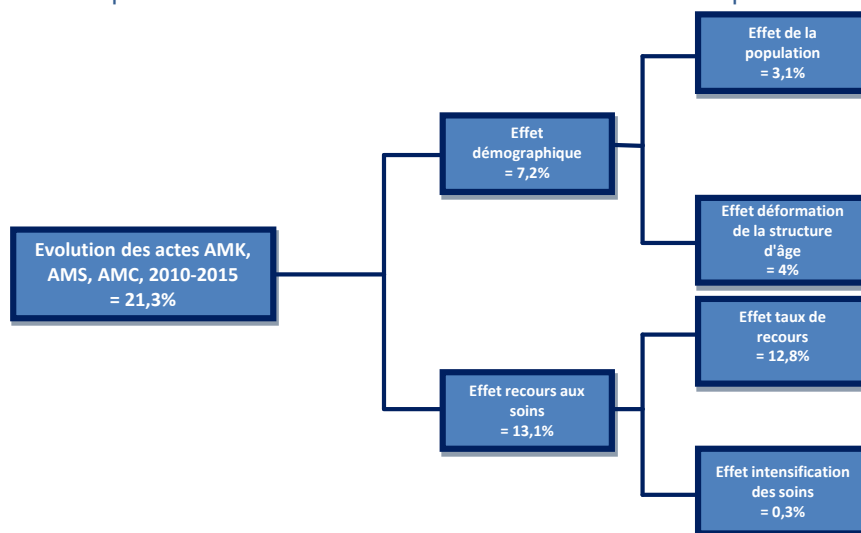 Effet de la
population
= 3,1%
Effet
démographique
= 7,2%
Effet déformation
de la structure
d'âge
= 4%
Evolution des actes AMK,
AMS, AMC, 2010-2015
= 21,3%
Effet taux de
recours
= 12,8%
Effet recours aux
soins
= 13,1%
Effet intensification
des soins
= 0,3%